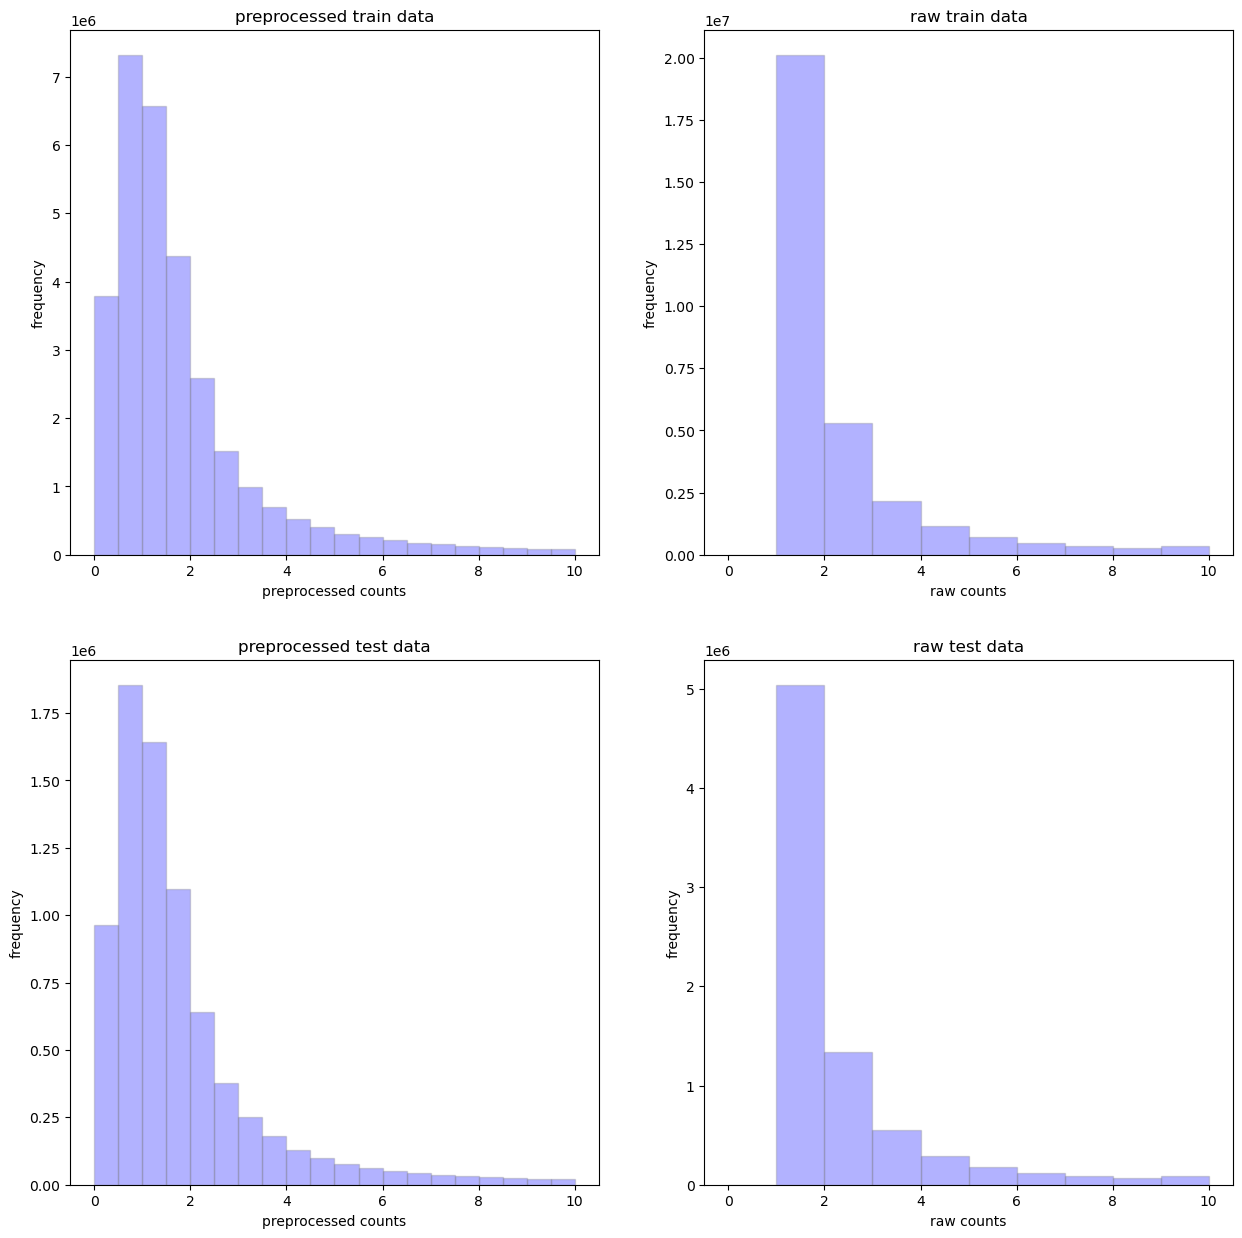 preprocessed train data
1e6
7
6
5
4
3
2
1
0
frequency
0 2 4 6 8 10
preprocessed counts
raw train data
1e7
2.00
1.75
1.50
1.25
1.00
0.75
0.50
0.25
0.00
frequency
0 2 4 6 8 10
raw counts
preprocessed test data
1e6
1.75
1.50
1.25
1.00
0.75
0.50
0.25
0.00
frequency
0 2 4 6 8 10
preprocessed counts
raw test data
1e6
5
4
3
2
1
0
frequency
0 2 4 6 8 10
raw counts